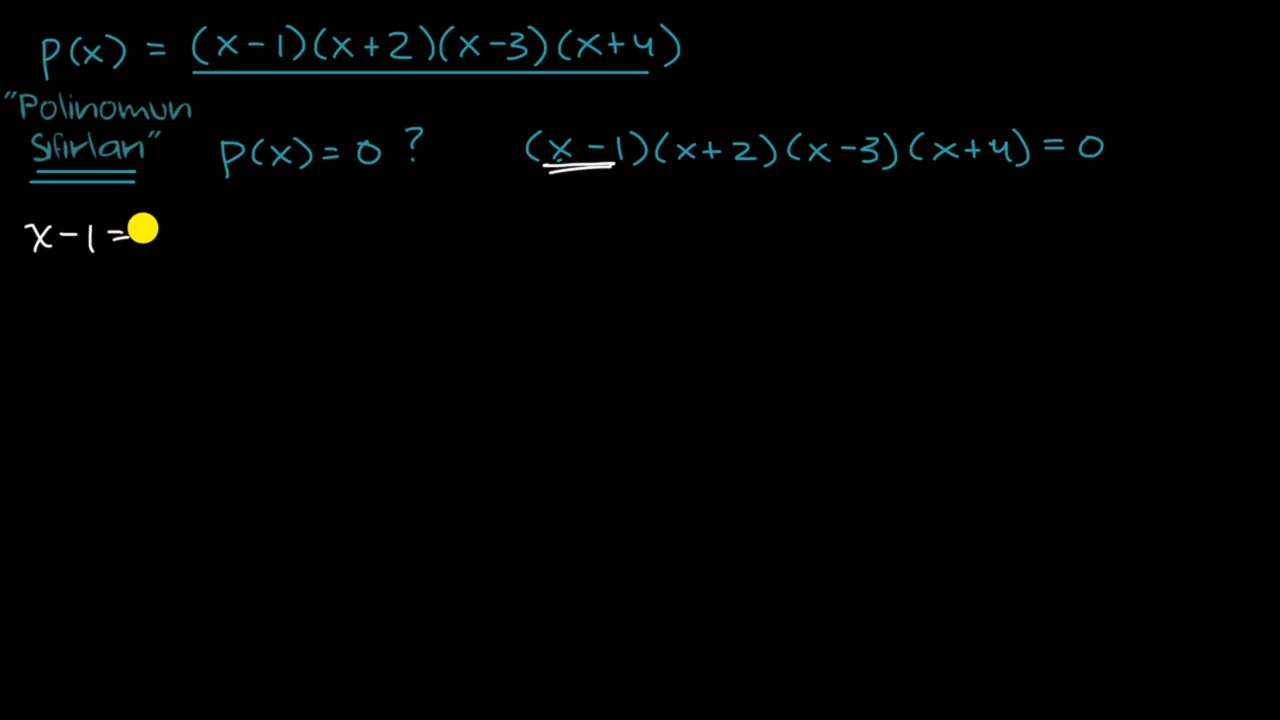 p(x) = (x-1)(x+2)(x-3)(x+4)
"Polinomun
Sıfırları"
p(x) = 0 ?
(x-1)(x+2)(x-3)(x+4) = 0
x-1 =